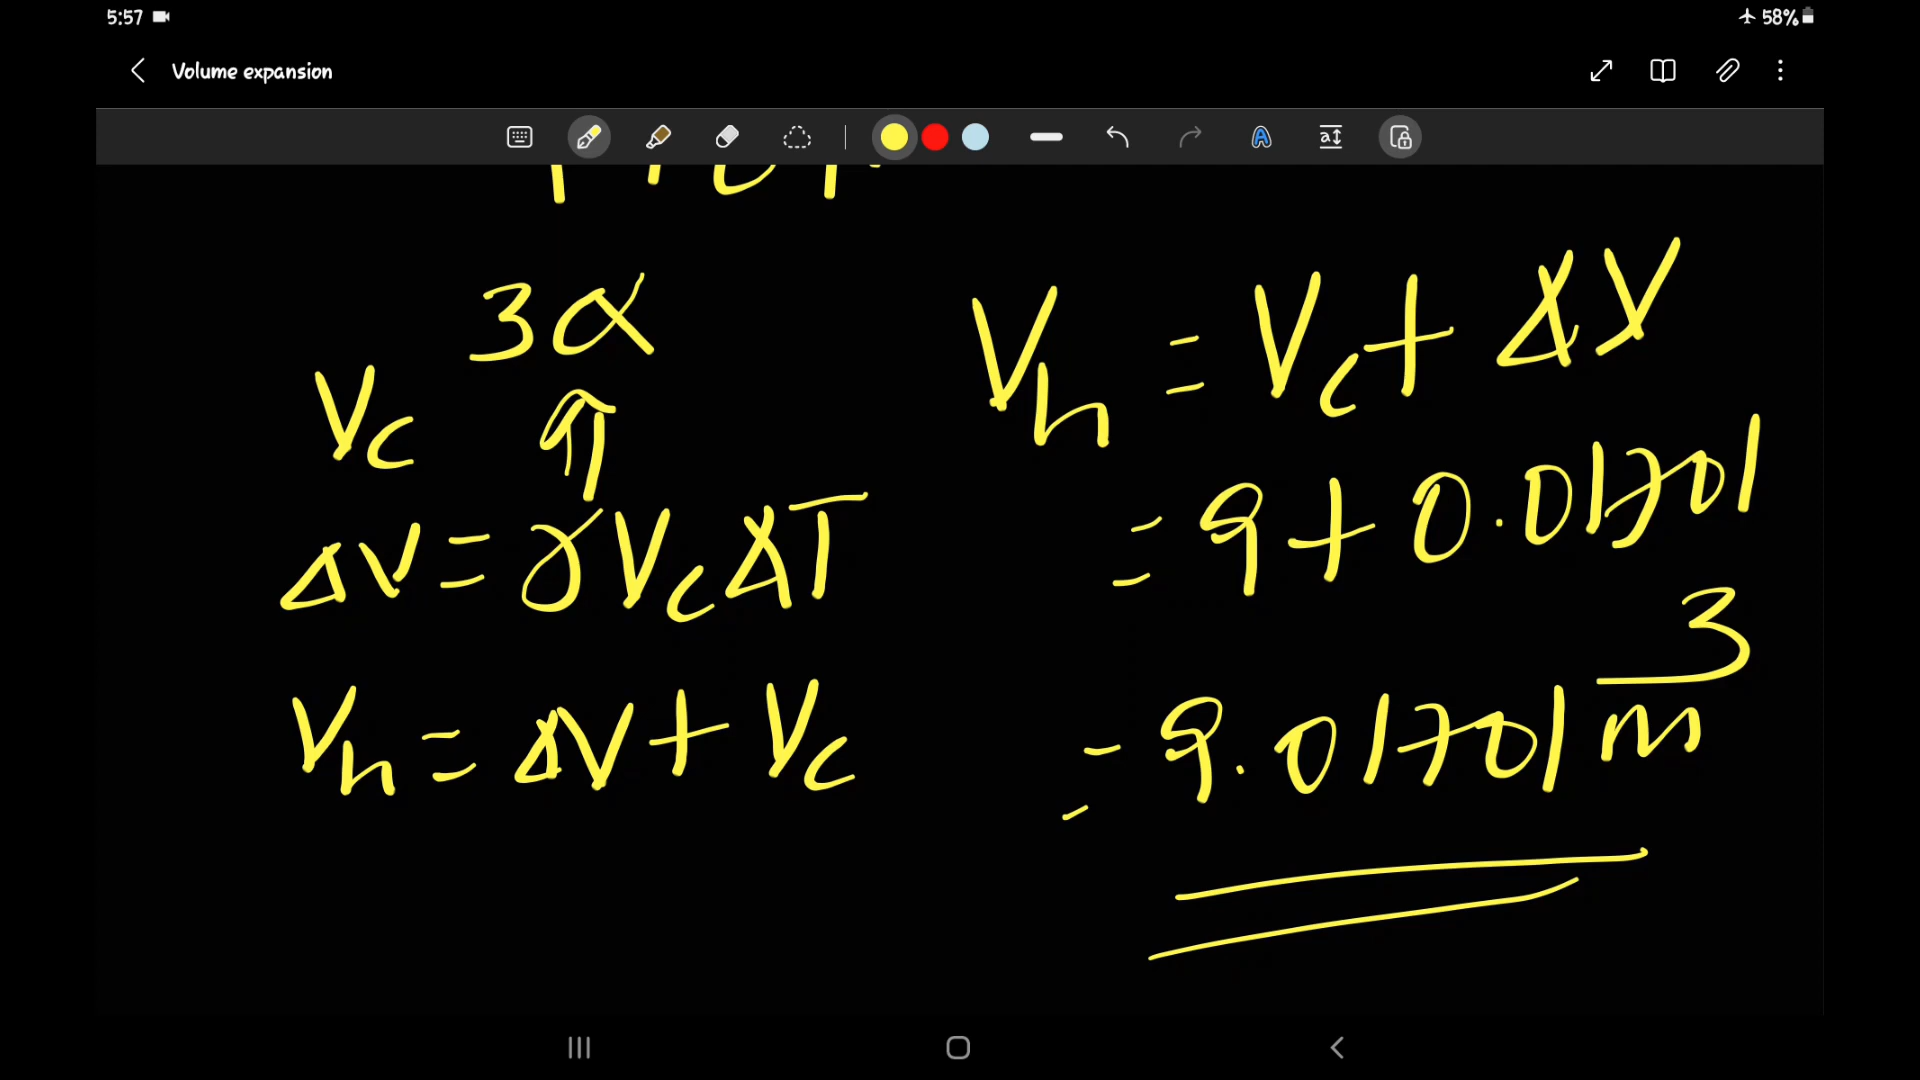 5:57
58%
Volume expansion
3α
Vc ↑
ΔV = γVcΔT
Vh = ΔV + Vc
Vh = Vc + ΔV
= 9 + 0.01701
= 9.01701 m³